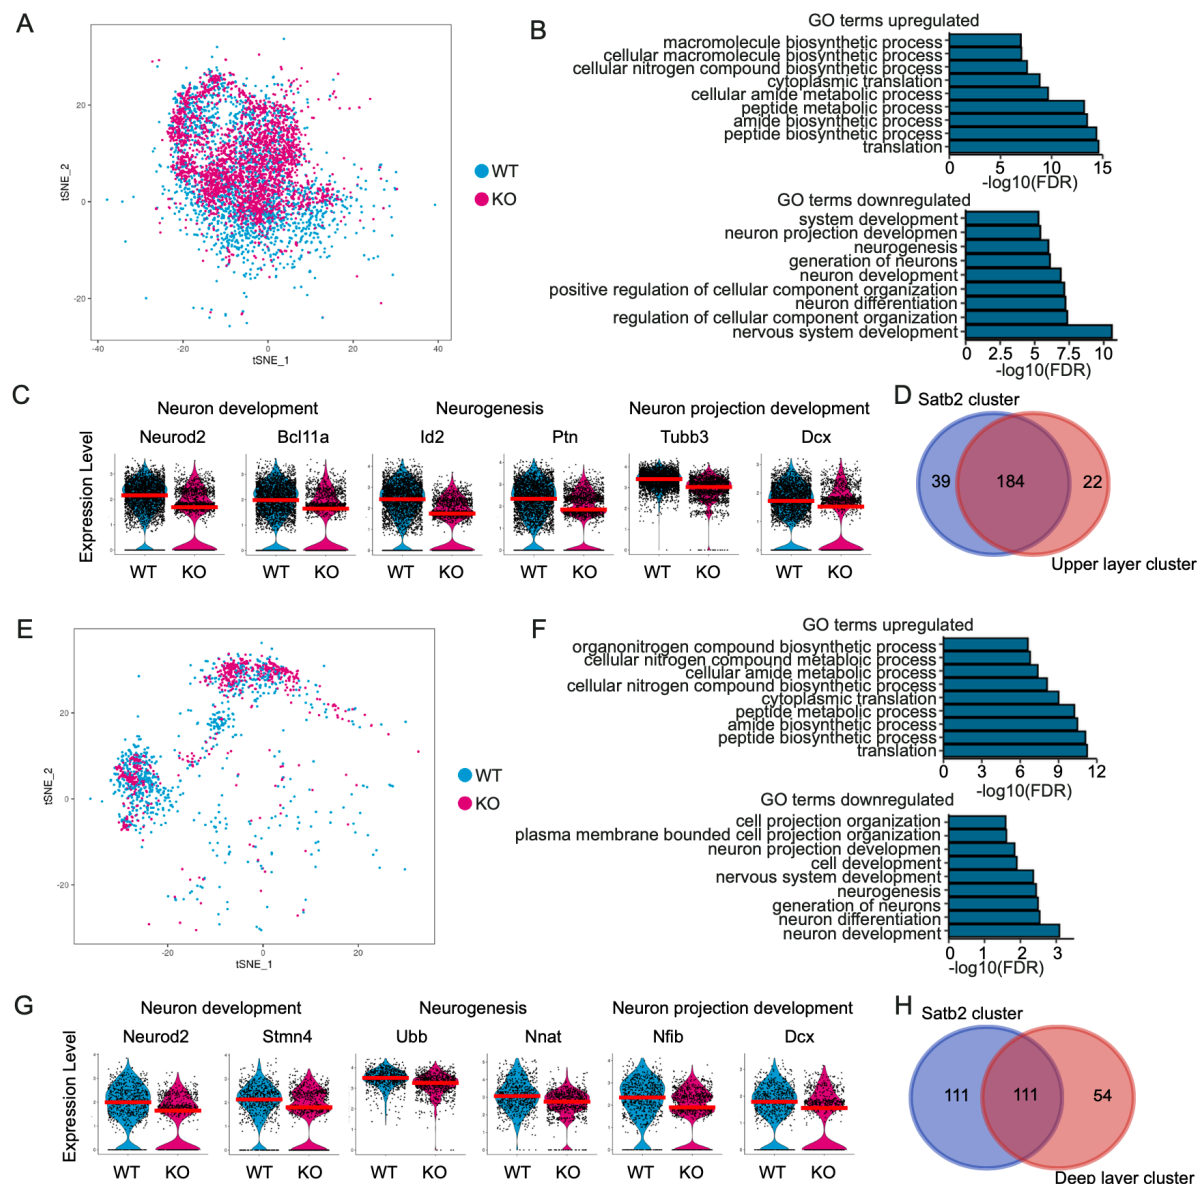 A
20
0
-20
-40
-20
0
20
40
tSNE_1
tSNE_2
WT
KO
B
GO terms upregulated
macromolecule biosynthetic process
cellular macromolecule biosynthetic process
cellular nitrogen compound biosynthetic process
cytoplasmic translation
cellular amide metabolic process
peptide metabolic process
amide biosynthetic process
peptide biosynthetic process
translation
0 5 10 15
-log10(FDR)
GO terms downregulated
system development
neuron projection developmen
neurogenesis
generation of neurons
neuron development
positive regulation of cellular component organization
neuron differentiation
regulation of cellular component organization
nervous system development
0 2.5 5 7.5 10
-log10(FDR)
C
Neuron development Neurogenesis Neuron projection development
Neurod2 Bcl11a Id2 Ptn Tubb3 Dcx
Expression Level
WT KO WT KO WT KO WT KO WT KO WT KO
D
Satb2 cluster
39 184 22
Upper layer cluster
E
20
0
-20
-20 0 20
tSNE_1
tSNE_2
WT
KO
F
GO terms upregulated
organonitrogen compound biosynthetic process
cellular nitrogen compound metabloic process
cellular amide metabolic process
cellular nitrogen compound biosynthetic process
cytoplasmic translation
peptide metabolic process
amide biosynthetic process
peptide biosynthetic process
translation
0 3 6 9 12
-log10(FDR)
GO terms downregulated
cell projection organization
plasma membrane bounded cell projection organization
neuron projection developmen
cell development
nervous system development
neurogenesis
generation of neurons
neuron differentiation
neuron development
0 1 2 3
-log10(FDR)
G
Neuron development Neurogenesis Neuron projection development
Neurod2 Stmn4 Ubb Nnat Nfib Dcx
Expression Level
WT KO WT KO WT KO WT KO WT KO WT KO
H
Satb2 cluster
111 111 54
Deep layer cluster